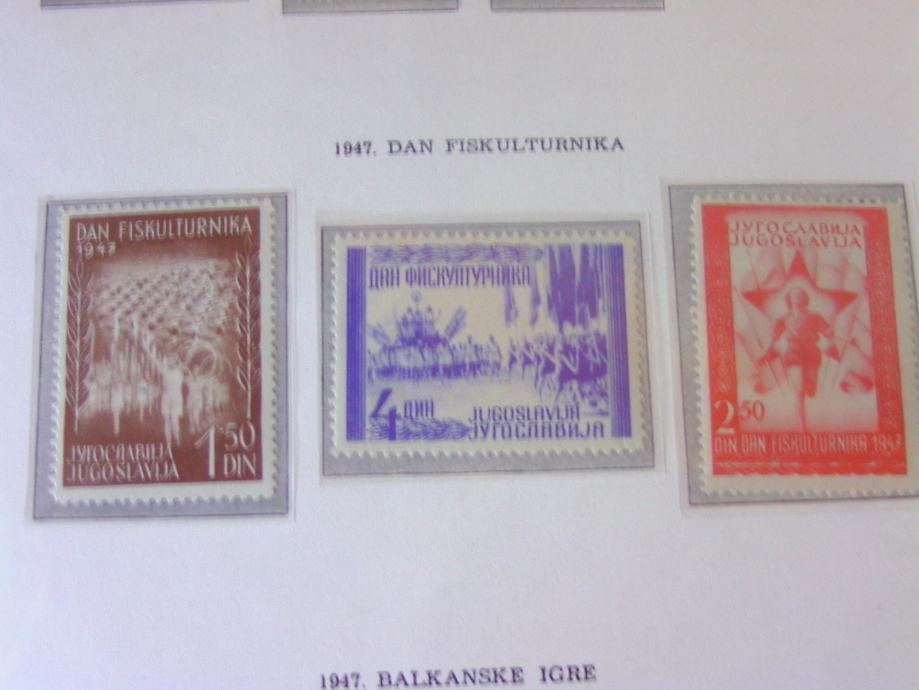 1947. DAN FISKULTURNIKA
DAN FISKULTURNIKA
1947
ЈУГОСЛАВИЈА
JUGOSLAVIJA
1.50
DIN
ДАН ФИСКУЛТУРНИКА
4 ДИН
JUGOSLAVIJA
ЈУГОСЛАВИЈА
ЈУГОСЛАВИЈА
JUGOSLAVIJA
2.50
DIN DAN FISKULTURNIKA 1947
1947. BALKANSKE IGRE